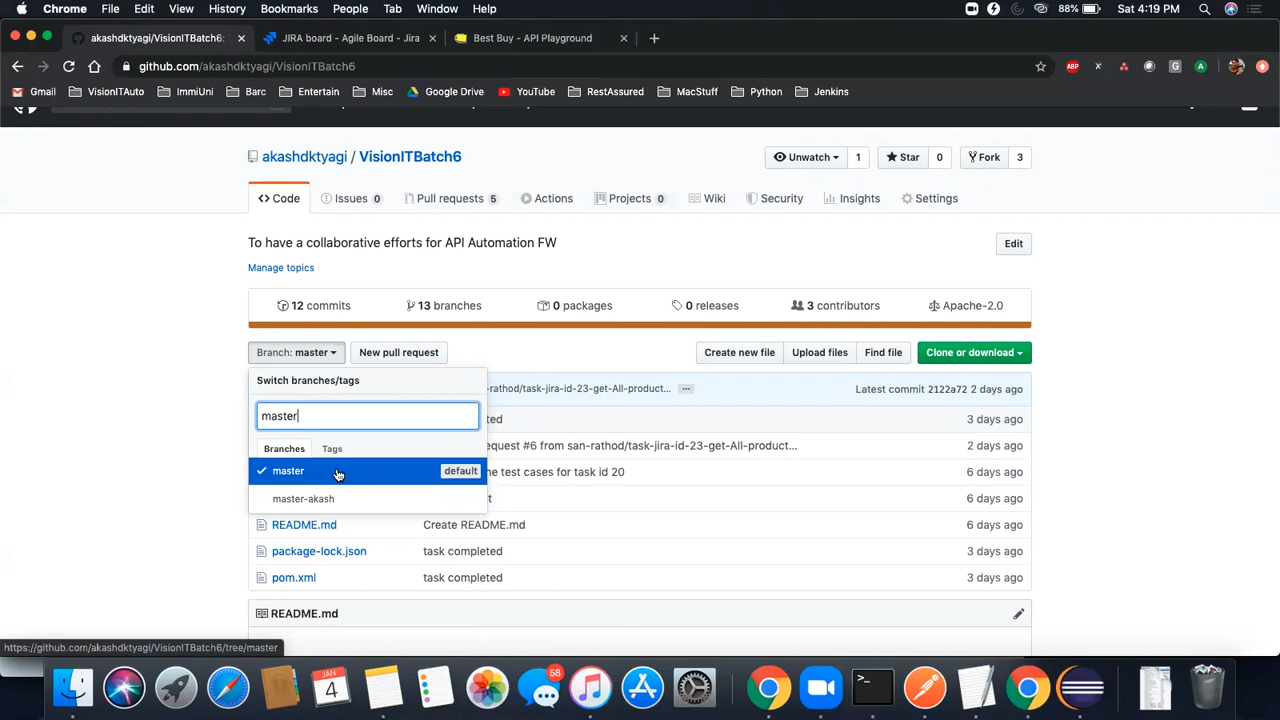 Chrome File Edit View History Bookmarks People Tab Window Help 88% Sat 4:19 PM
akashdktyagi/VisionITBatch6: JIRA board - Agile Board - Jira Best Buy - API Playground
github.com/akashdktyagi/VisionITBatch6
Gmail VisionITAuto ImmiUni Barc Entertain Misc Google Drive YouTube RestAssured MacStuff Python Jenkins
akashdktyagi / VisionITBatch6
Unwatch 1 Star 0 Fork 3
Code Issues 0 Pull requests 5 Actions Projects 0 Wiki Security Insights Settings
To have a collaborative efforts for API Automation FW
Edit
Manage topics
12 commits 13 branches 0 packages 0 releases 3 contributors Apache-2.0
Branch: master New pull request Create new file Upload files Find file Clone or download
Switch branches/tags
-rathod/task-jira-id-23-get-All-product... Latest commit 2122a72 2 days ago
master
ted 3 days ago
Branches Tags
request #6 from san-rathod/task-jira-id-23-get-All-product... 2 days ago
master default
ne test cases for task id 20 6 days ago
master-akash
t 6 days ago
README.md Create README.md 6 days ago
package-lock.json task completed 3 days ago
pom.xml task completed 3 days ago
README.md
https://github.com/akashdktyagi/VisionITBatch6/tree/master
JAN
4
58